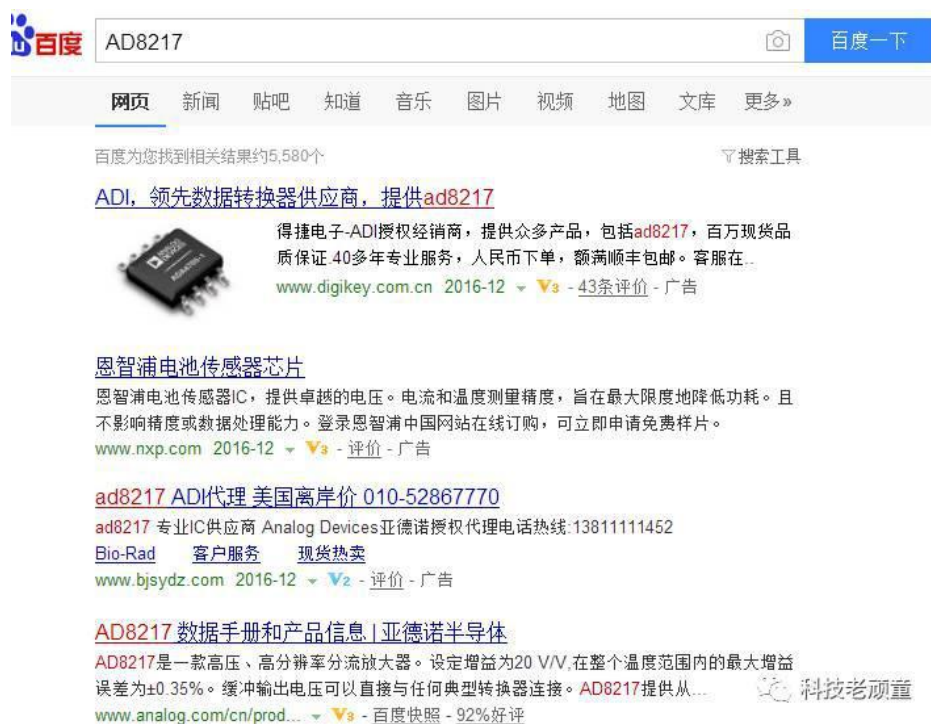 百度
AD8217
百度一下
网页 新闻 贴吧 知道 音乐 图片 视频 地图 文库 更多»
百度为您找到相关结果约5,580个
搜索工具
ADI，领先数据转换器供应商，提供ad8217
得捷电子-ADI授权经销商，提供众多产品，包括ad8217，百万现货品
质保证.40多年专业服务，人民币下单，额满顺丰包邮。客服在..
www.digikey.com.cn 2016-12 V3 - 43条评价 - 广告
恩智浦电池传感器芯片
恩智浦电池传感器IC，提供卓越的电压。电流和温度测量精度，旨在最大限度地降低功耗。且
不影响精度或数据处理能力。登录恩智浦中国网站在线订购，可立即申请免费样片。
www.nxp.com 2016-12 V3 - 评价 - 广告
ad8217 ADI代理 美国离岸价 010-52867770
ad8217 专业IC供应商 Analog Devices亚德诺授权代理电话热线:13811111452
Bio-Rad 客户服务 现货热卖
www.bjsydz.com 2016-12 V2 - 评价 - 广告
AD8217 数据手册和产品信息 | 亚德诺半导体
AD8217是一款高压、高分辨率分流放大器。设定增益为20 V/V,在整个温度范围内的最大增益
误差为±0.35%。缓冲输出电压可以直接与任何典型转换器连接。AD8217提供从...
www.analog.com/cn/prod... V3 - 百度快照 - 92%好评
科技老顽童